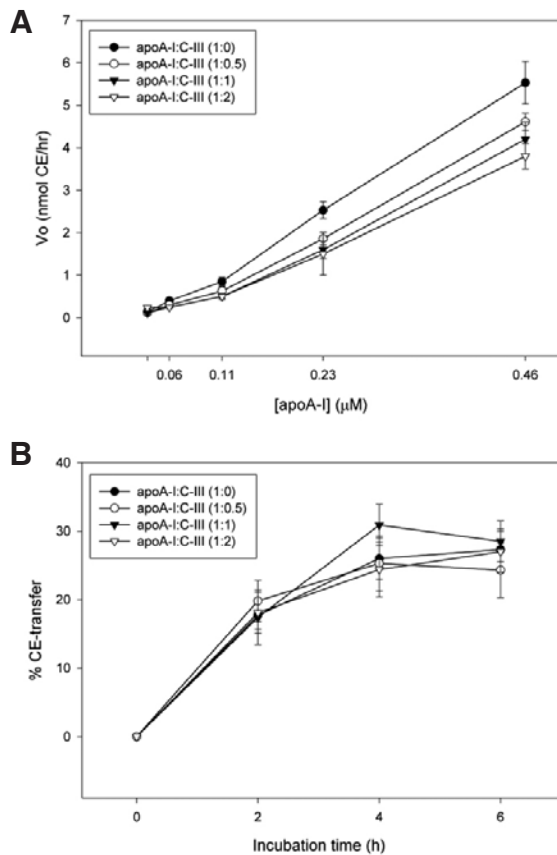 A
apoA-I:C-III (1:0)
apoA-I:C-III (1:0.5)
apoA-I:C-III (1:1)
apoA-I:C-III (1:2)
Vo (nmol CE/hr)
7
6
5
4
3
2
1
0
0.06 0.11 0.23 0.46
[apoA-I] (μM)
B
apoA-I:C-III (1:0)
apoA-I:C-III (1:0.5)
apoA-I:C-III (1:1)
apoA-I:C-III (1:2)
% CE-transfer
40
30
20
10
0
0 2 4 6
Incubation time (h)